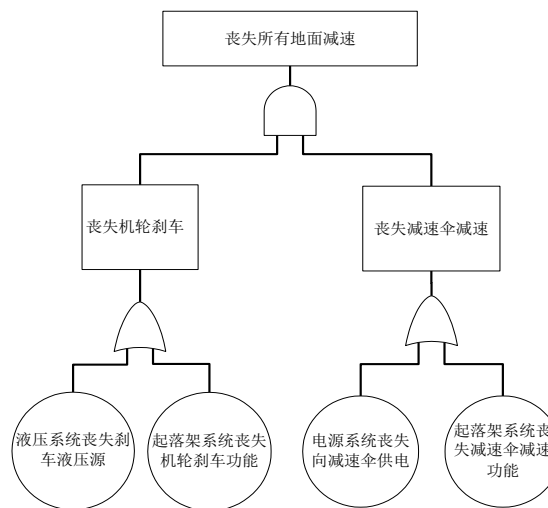 丧失所有地面减速
丧失机轮刹车
丧失减速伞减速
液压系统丧失刹
车液压源
起落架系统丧失
机轮刹车功能
电源系统丧失
向减速伞供电
起落架系统丧
失减速伞减速
功能